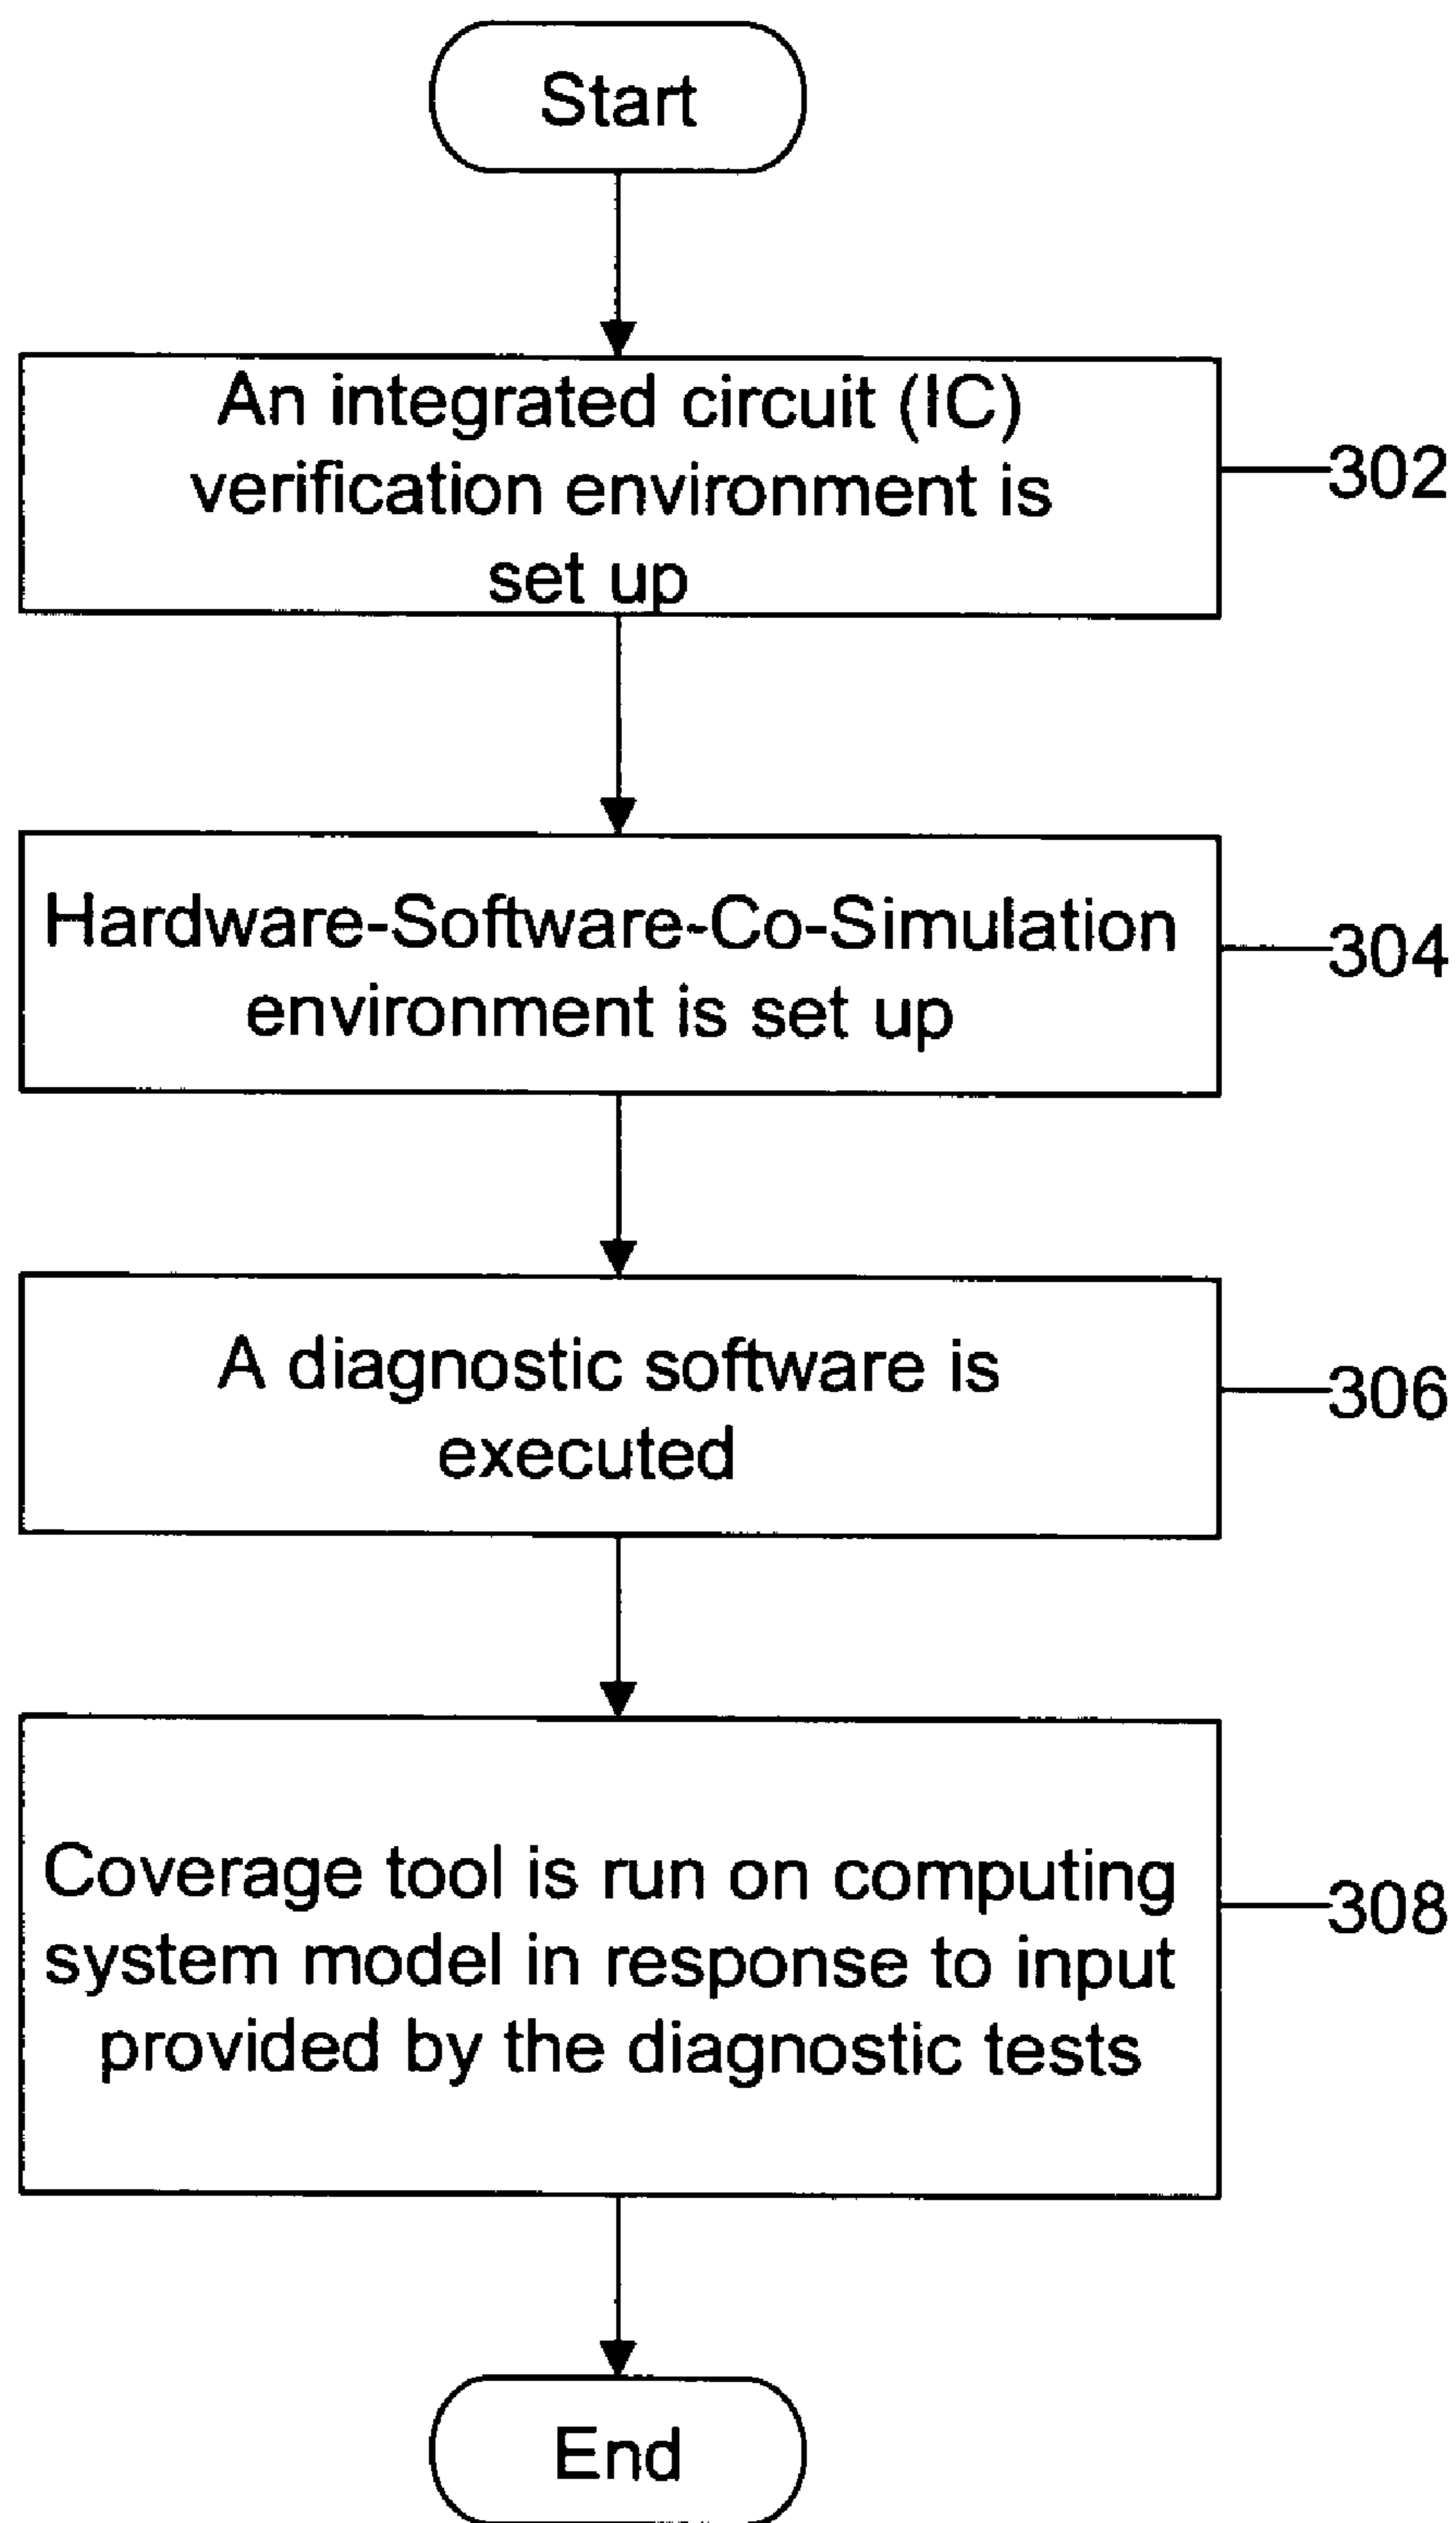 Start
An integrated circuit (IC)
verification environment is
set up
302
Hardware-Software-Co-Simulation
environment is set up
304
A diagnostic software is
executed
306
Coverage tool is run on computing
system model in response to input
provided by the diagnostic tests
308
End